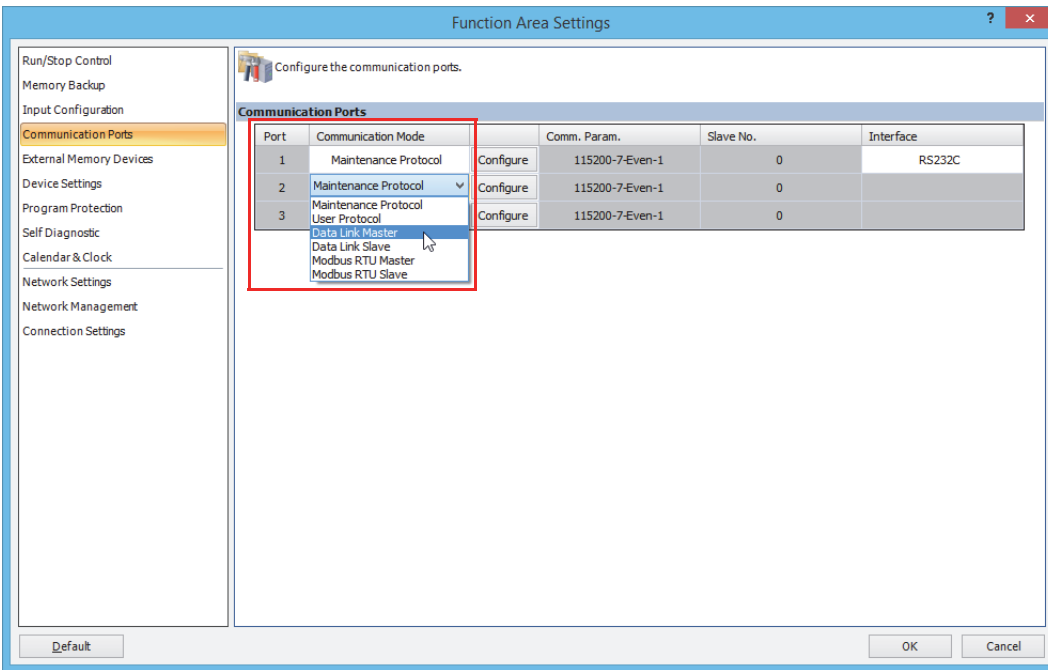 Function Area Settings
?
Run/Stop Control
Memory Backup
Input Configuration
Communication Ports
External Memory Devices
Device Settings
Program Protection
Self Diagnostic
Calendar & Clock
Network Settings
Network Management
Connection Settings
Configure the communication ports.
Communication Ports
Port Communication Mode Comm. Param. Slave No. Interface
1 Maintenance Protocol Configure 115200-7-Even-1 0 RS232C
2 Maintenance Protocol Configure 115200-7-Even-1 0
3 Configure 115200-7-Even-1 0
Maintenance Protocol
User Protocol
Data Link Master
Data Link Slave
Modbus RTU Master
Modbus RTU Slave
Default
OK
Cancel